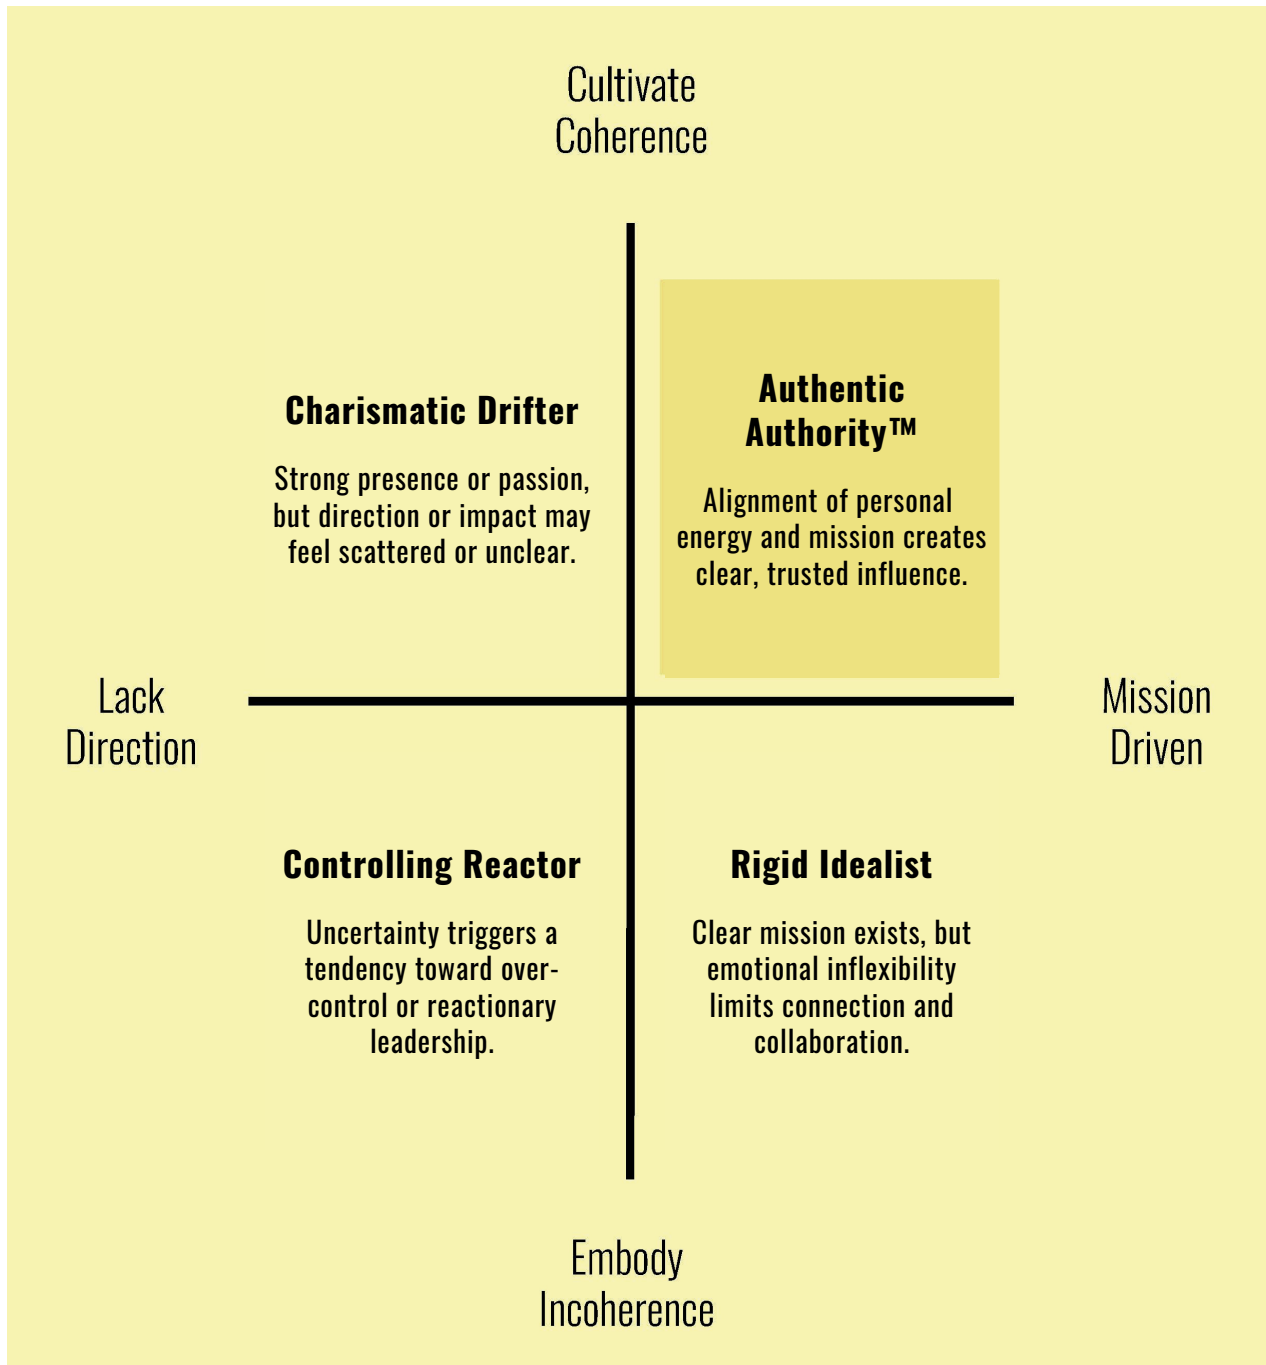 Cultivate
Coherence
Charismatic Drifter
Strong presence or passion,
but direction or impact may
feel scattered or unclear.
Authentic
Authority™
Alignment of personal
energy and mission creates
clear, trusted influence.
Lack
Direction
Mission
Driven
Controlling Reactor
Uncertainty triggers a
tendency toward over-
control or reactionary
leadership.
Rigid Idealist
Clear mission exists, but
emotional inflexibility
limits connection and
collaboration.
Embody
Incoherence